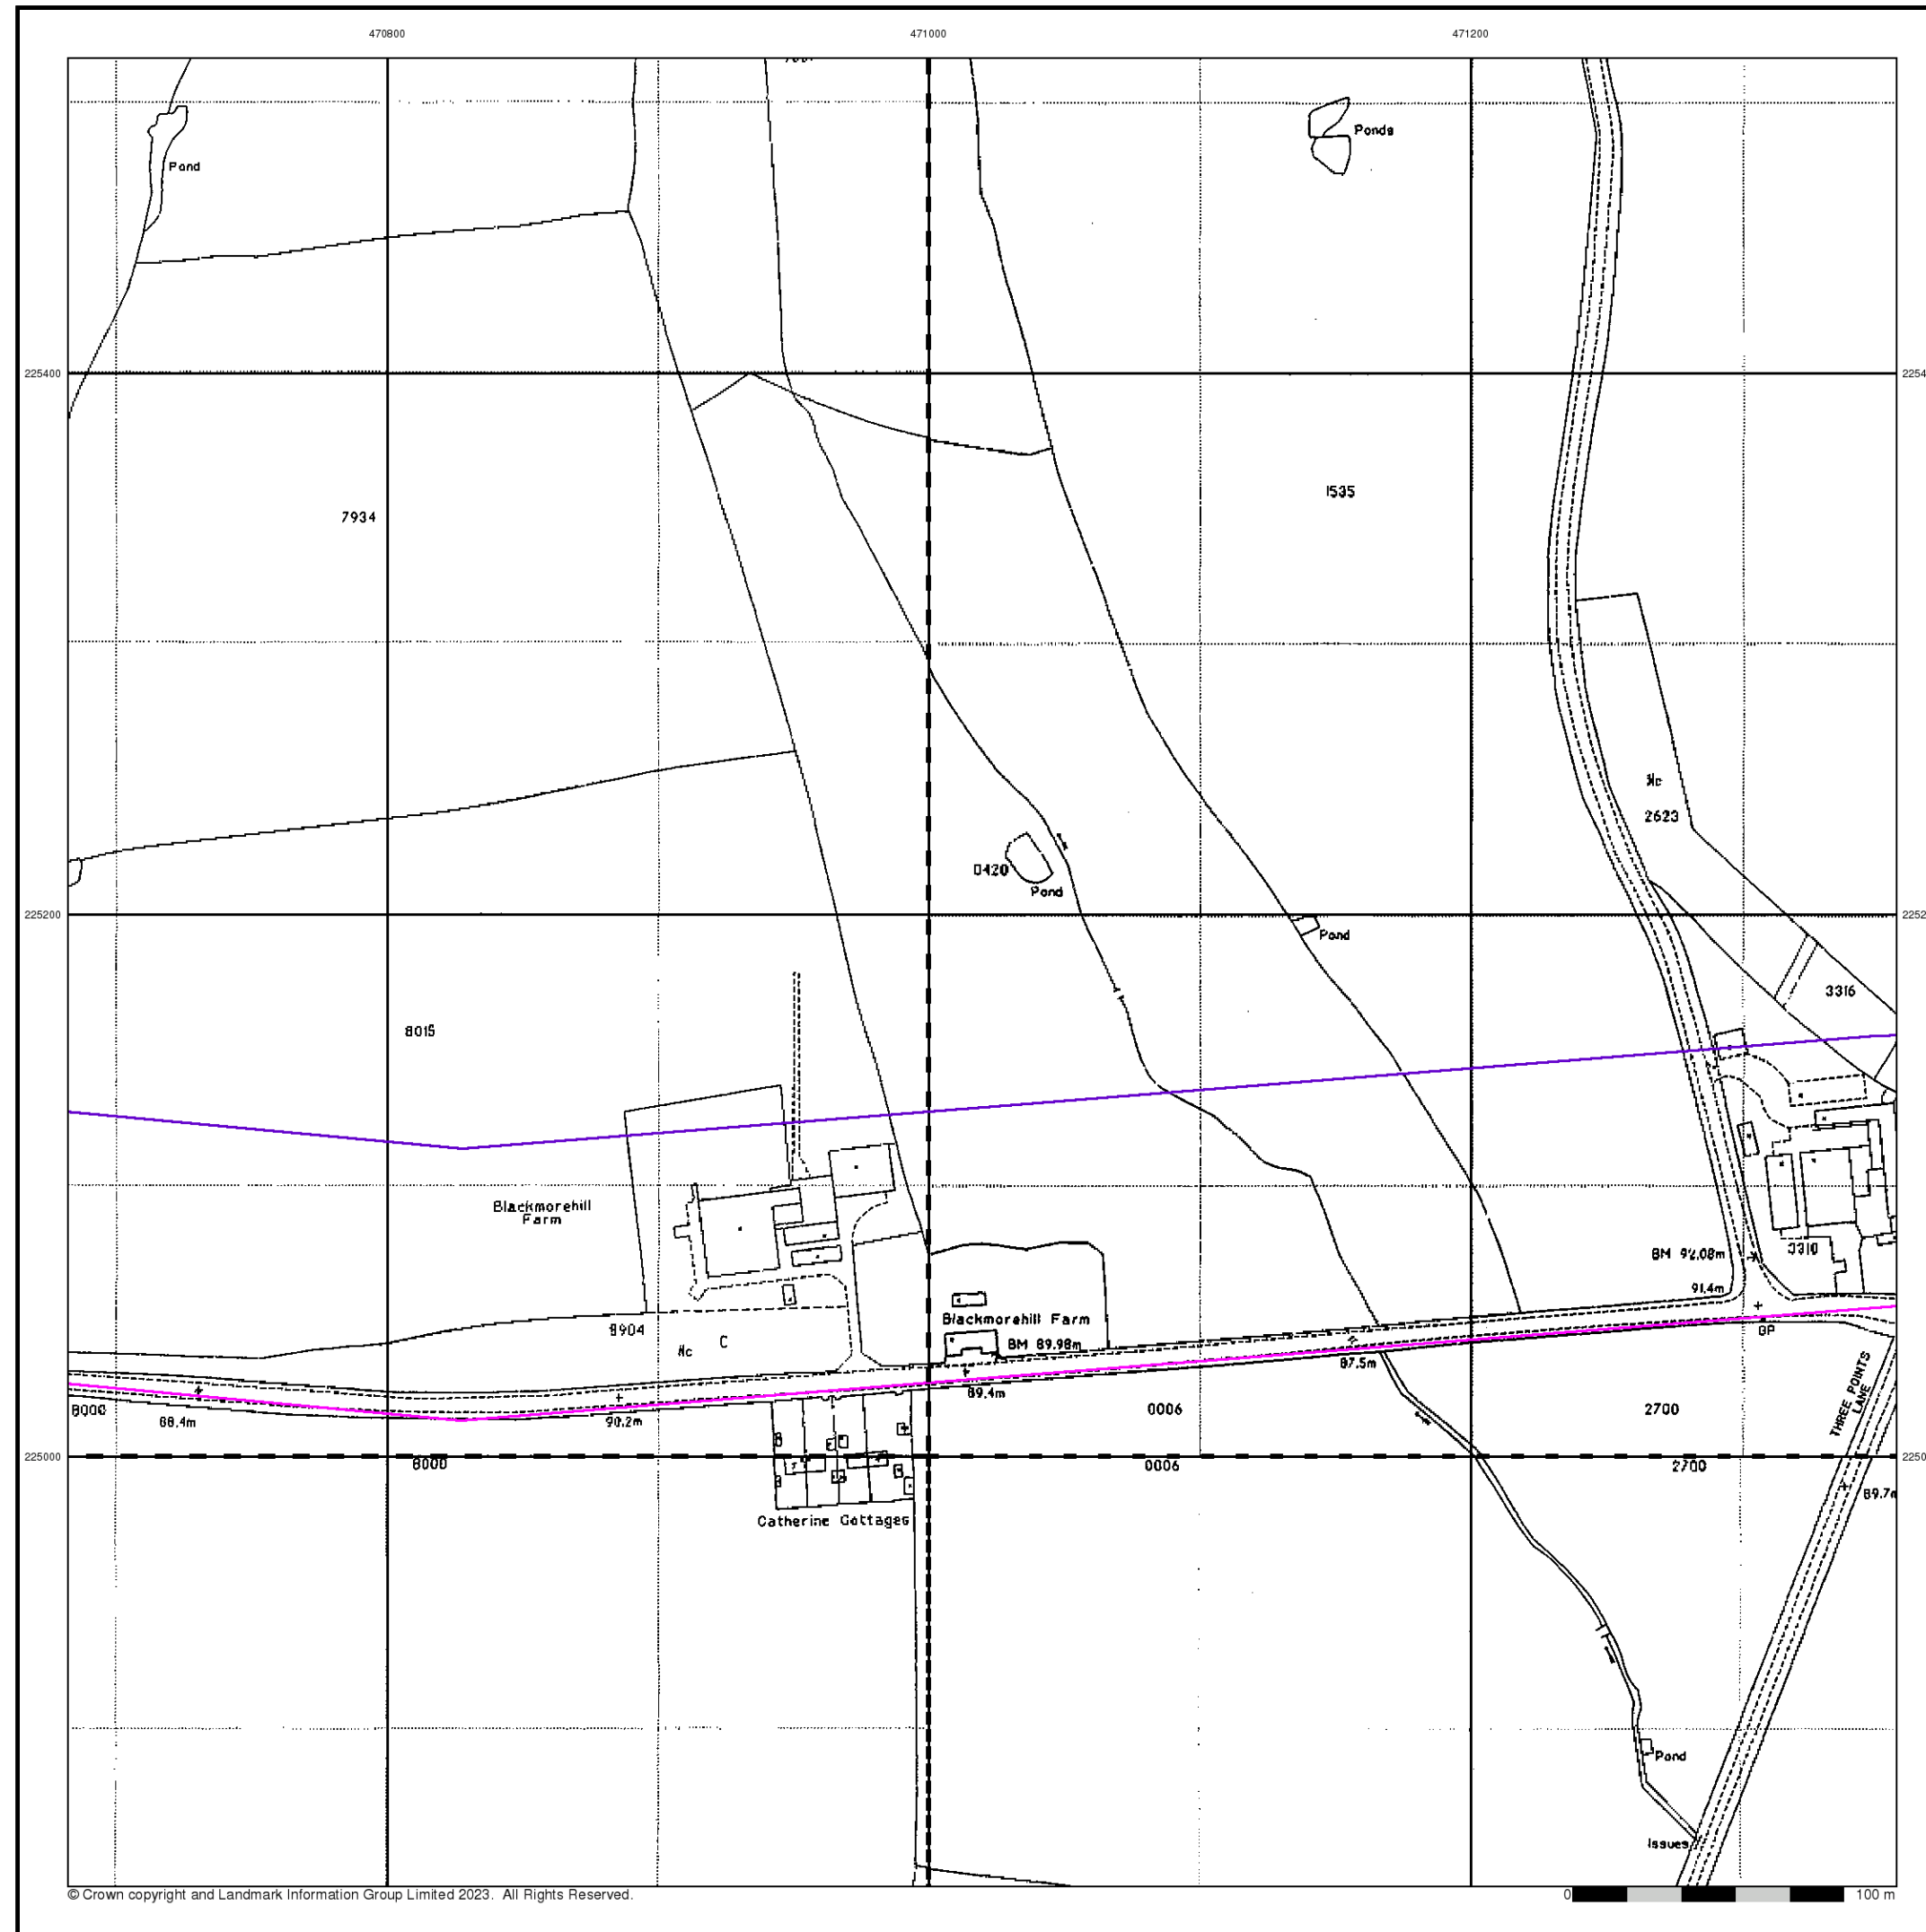 470800
471000
471200
Ponds
Pond
225400
1535
7934
Nc
2623
0420
Pond
225200
Pond
3316
8015
Blackmorehill
Farm
3310
BM 92.08m
91.4m
Blackmorehill Farm
GP
8904
C
Nc
BM 89.98m
87.5m
89.4m
THREE POINTS
LANE
8000
88.4m
90.2m
0006
2700
225000
8000
0006
2700
89.7m
Catherine Cottages
Pond
Issues
© Crown copyright and Landmark Information Group Limited 2023. All Rights Reserved.
0
100 m